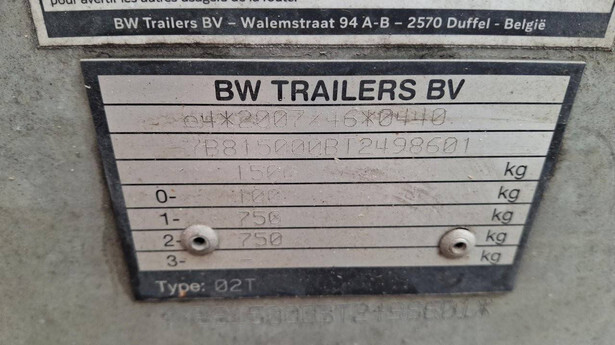 pour avertir les autres usagers de la route.
BW Trailers BV – Walemstraat 94 A-B – 2570 Duffel - België
BW TRAILERS BV
e4*2007/46*0440
1500 kg
0- 100 kg
1- 750 kg
2- 750 kg
3- - kg
Type: 02T